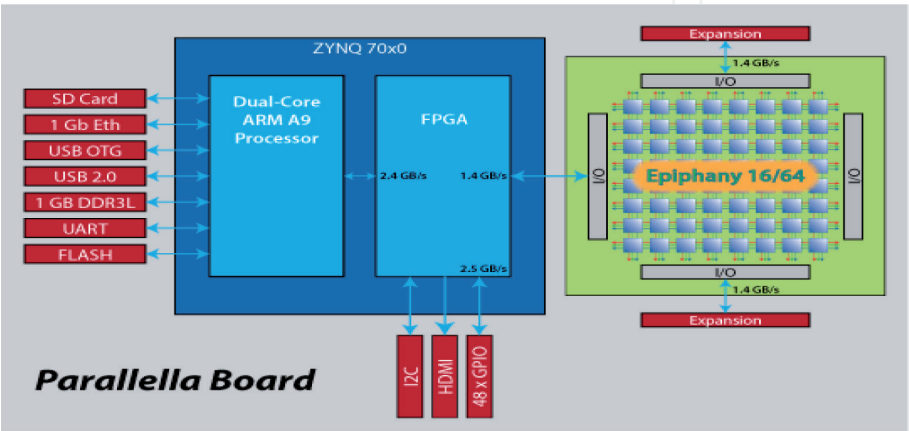 Expansion
1.4 GB/s
I/O
ZYNQ 70x0
SD Card
1 Gb Eth
USB OTG
USB 2.0
1 GB DDR3L
UART
FLASH
Dual-Core
ARM A9
Processor
2.4 GB/s
FPGA
1.4 GB/s
2.5 GB/s
I/O
Epiphany 16/64
I/O
I/O
1.4 GB/s
Expansion
I2C
HDMI
48 x GPIO
Parallella Board